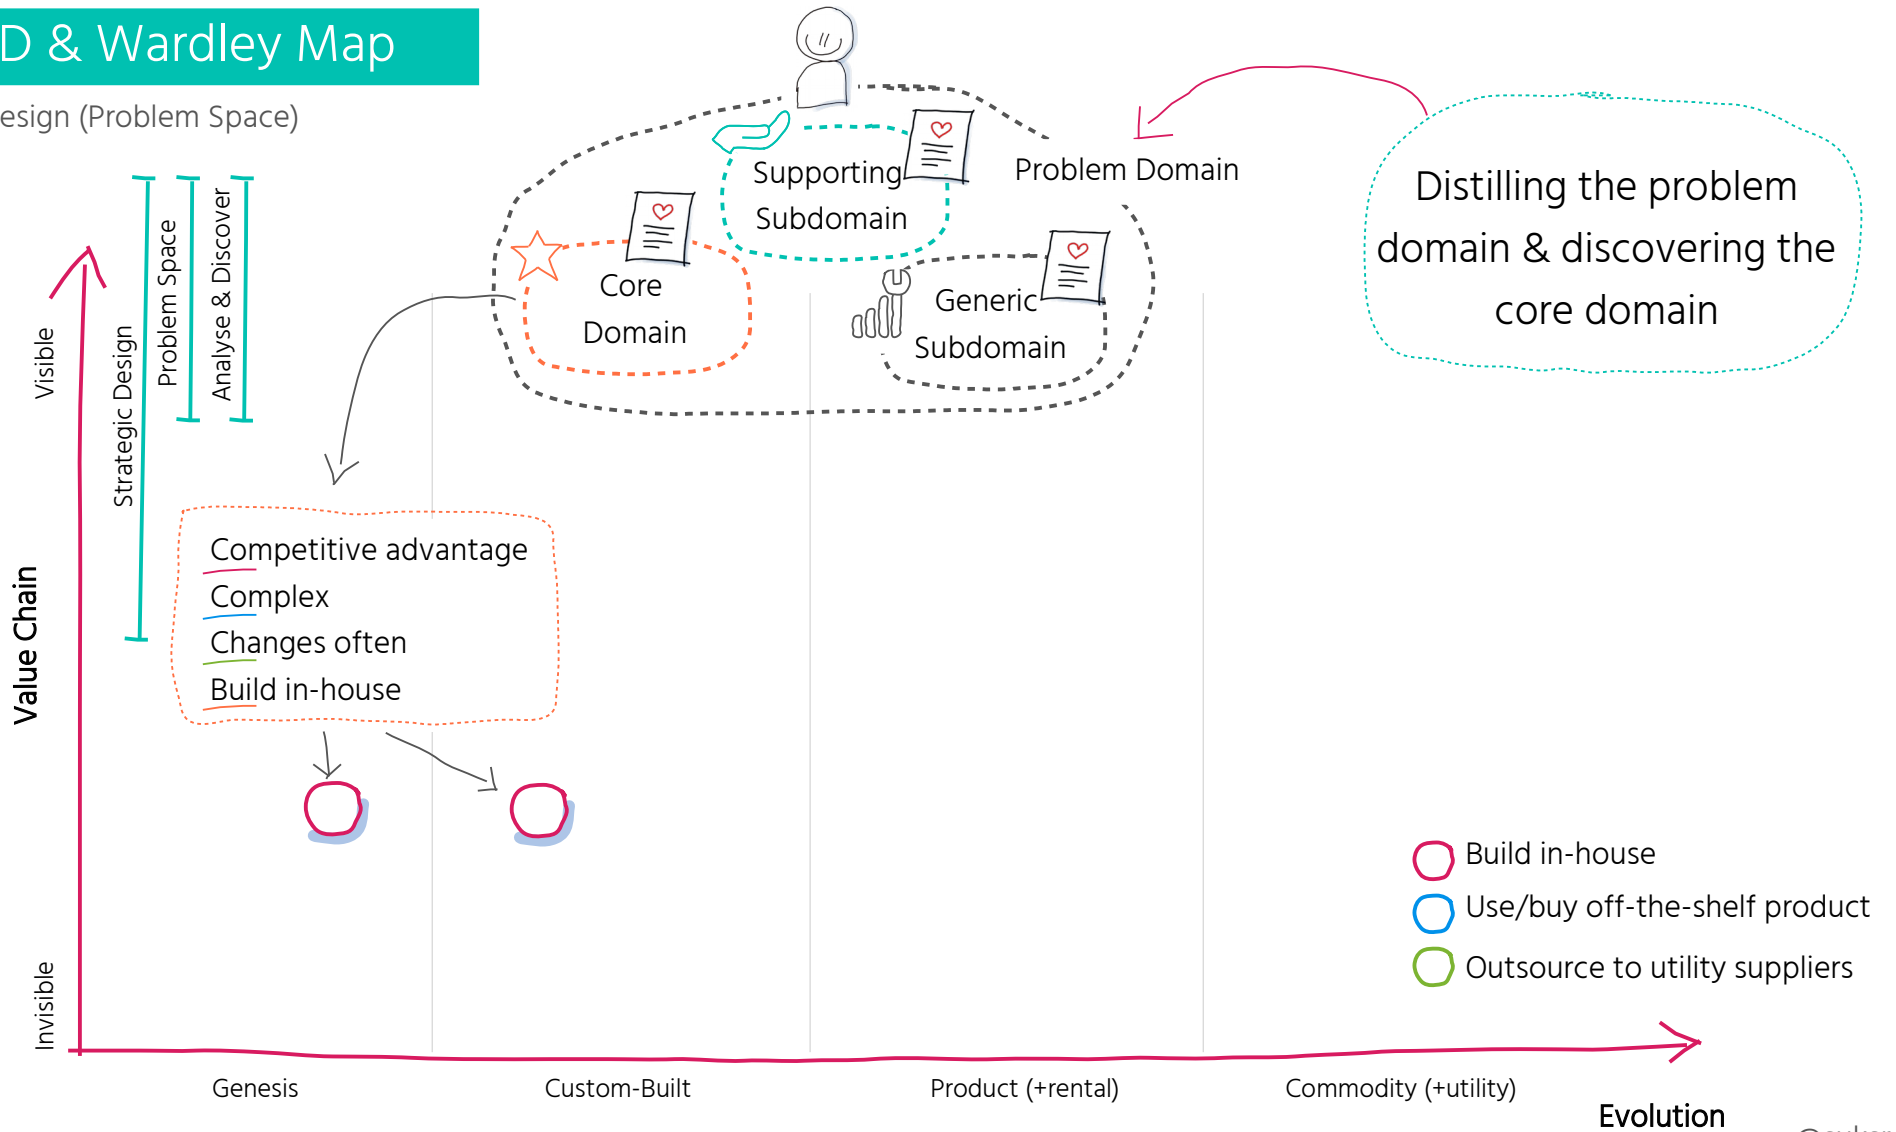 D & Wardley Map
esign (Problem Space)
Supporting
Subdomain
Problem Domain
Core
Domain
Generic
Subdomain
Distilling the problem
domain & discovering the
core domain
Strategic Design
Problem Space
Analyse & Discover
Visible
Value Chain
Invisible
Competitive advantage
Complex
Changes often
Build in-house
Build in-house
Use/buy off-the-shelf product
Outsource to utility suppliers
Genesis
Custom-Built
Product (+rental)
Commodity (+utility)
Evolution